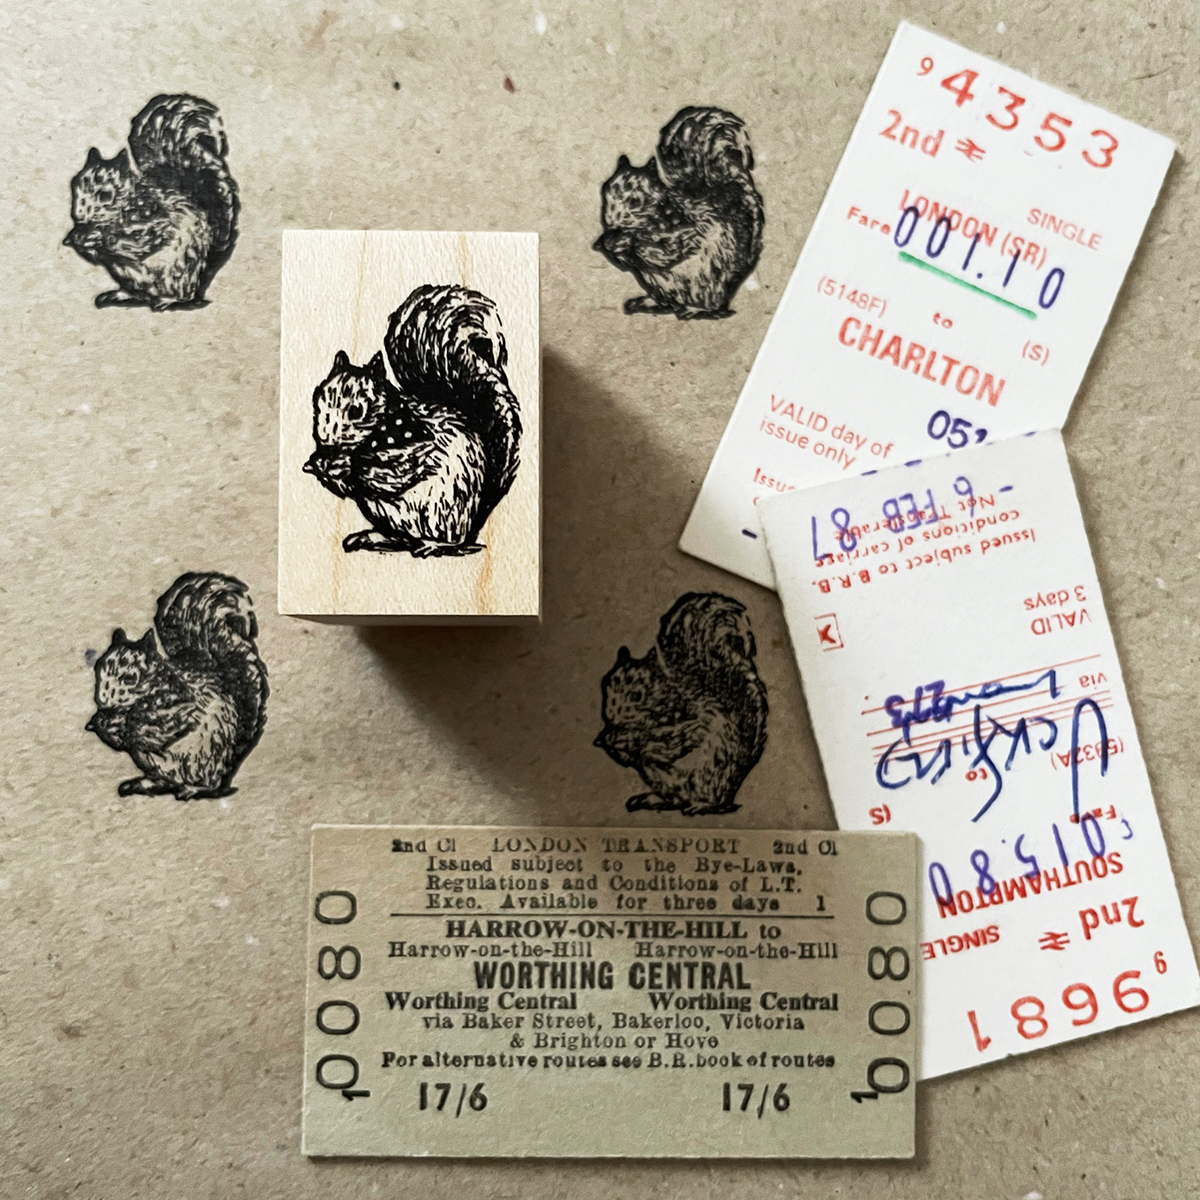 9 4353
2nd
SINGLE
LONDON (SR)
Fare 001.10
(5148F) to (S)
CHARLTON
VALID day of
issue only
051
Issu
9 9681
2nd
SINGLE
SOUTHAMPTON
Fare £015.80
(5932A) to (S)
via
VALID
3 days
Issued subject to B.R.B.
conditions of carriage
Not Transferable
- 6 FEB 87
2nd Cl LONDON TRANSPORT 2nd Cl
Issued subject to the Bye-Laws,
Regulations and Conditions of L.T.
Exec. Available for three days 1
HARROW-ON-THE-HILL to
Harrow-on-the-Hill Harrow-on-the-Hill
WORTHING CENTRAL
Worthing Central Worthing Central
via Baker Street, Bakerloo, Victoria
& Brighton or Hove
For alternative routes see B.R. book of routes
17/6 17/6
0080
0080